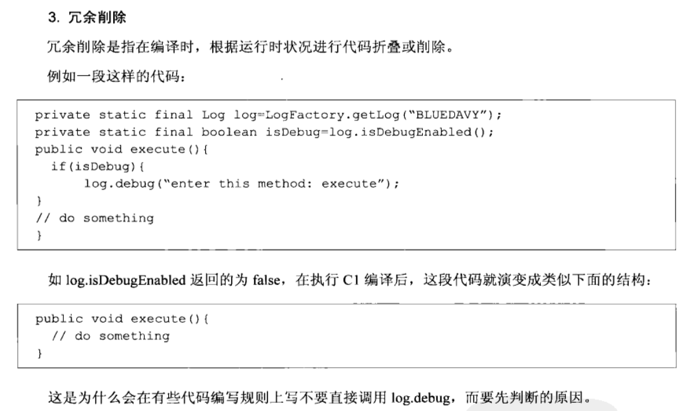 3. 冗余削除
冗余削除是指在编译时，根据运行时状况进行代码折叠或削除。
例如一段这样的代码：
private static final Log log=LogFactory.getLog("BLUEDAVY");
private static final boolean isDebug=log.isDebugEnabled();
public void execute(){
if(isDebug){
log.debug("enter this method: execute");
}
// do something
}
如 log.isDebugEnabled 返回的为 false，在执行 C1 编译后，这段代码就演变成类似下面的结构：
public void execute(){
// do something
}
这是为什么会在有些代码编写规则上写不要直接调用 log.debug，而要先判断的原因。